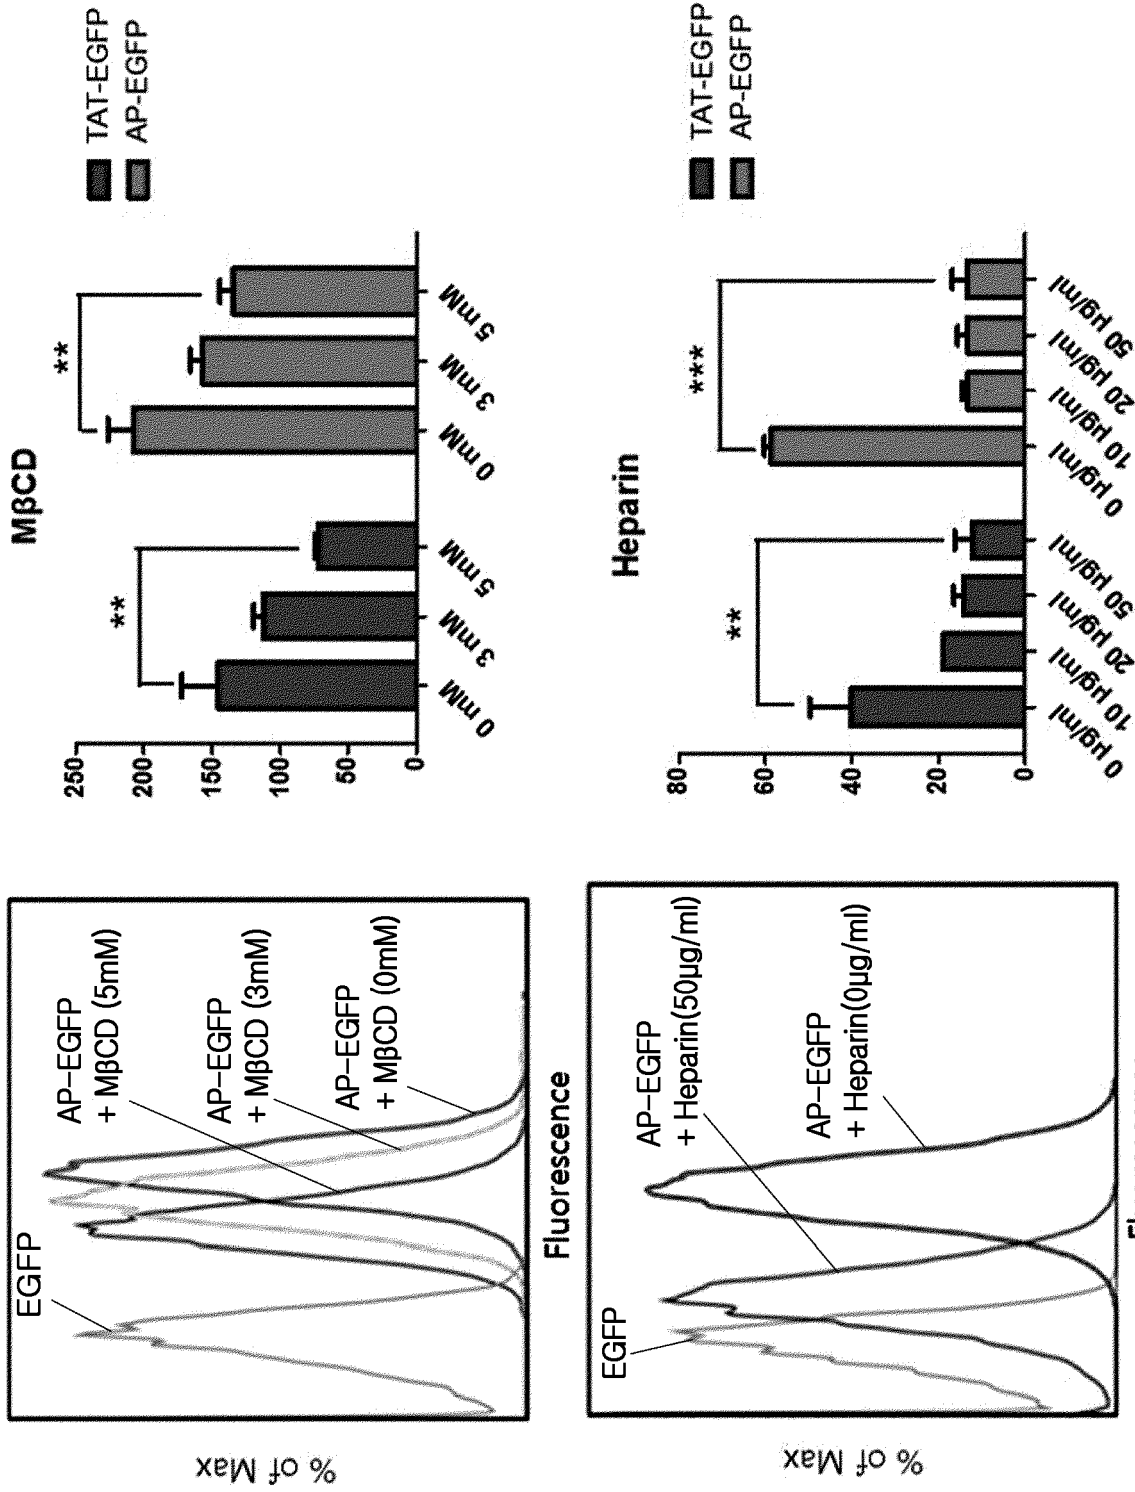 % of Max
EGFP
AP–EGFP
+ MβCD (5mM)
AP–EGFP
+ MβCD (3mM)
AP–EGFP
+ MβCD (0mM)
Fluorescence
MβCD
250
200
150
100
50
0
**
**
0 mM
3 mM
5 mM
0 mM
3 mM
5 mM
TAT-EGFP
AP-EGFP
% of Max
EGFP
AP–EGFP
+ Heparin(50µg/ml)
AP–EGFP
+ Heparin(0µg/ml)
Heparin
80
60
40
20
0
**
***
0 µg/ml
10 µg/ml
20 µg/ml
50 µg/ml
0 µg/ml
10 µg/ml
20 µg/ml
50 µg/ml
TAT-EGFP
AP-EGFP